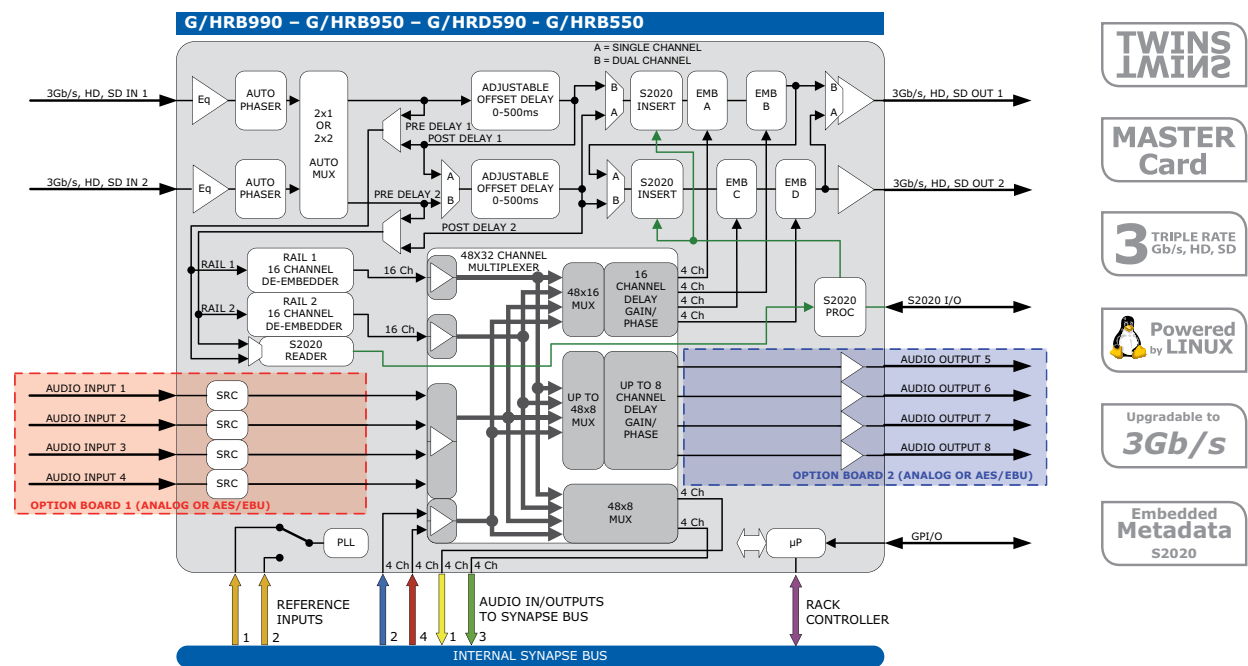 G/HRB990 – G/HRB950 – G/HRD590 - G/HRB550
A = SINGLE CHANNEL
B = DUAL CHANNEL
3Gb/s, HD, SD IN 1
Eq
AUTO
PHASER
2x1
OR
2x2
AUTO
MUX
ADJUSTABLE
OFFSET DELAY
0-500ms
B
A
S2020
INSERT
EMB
A
EMB
B
B
A
3Gb/s, HD, SD OUT 1
PRE DELAY 1
POST DELAY 1
3Gb/s, HD, SD IN 2
Eq
AUTO
PHASER
PRE DELAY 2
A
B
ADJUSTABLE
OFFSET DELAY
0-500ms
A
B
S2020
INSERT
EMB
C
EMB
D
3Gb/s, HD, SD OUT 2
POST DELAY 2
RAIL 1
RAIL 1
16 CHANNEL
DE-EMBEDDER
16 Ch
48X32 CHANNEL
MULTIPLEXER
RAIL 2
RAIL 2
16 CHANNEL
DE-EMBEDDER
16 Ch
S2020
READER
48x16
MUX
16
CHANNEL
DELAY
GAIN/
PHASE
4 Ch
4 Ch
4 Ch
4 Ch
S2020
PROC
S2020 I/O
AUDIO INPUT 1
SRC
AUDIO INPUT 2
SRC
AUDIO INPUT 3
SRC
AUDIO INPUT 4
SRC
OPTION BOARD 1 (ANALOG OR AES/EBU)
UP TO
48x8
MUX
UP TO 8
CHANNEL
DELAY
GAIN/
PHASE
AUDIO OUTPUT 5
AUDIO OUTPUT 6
AUDIO OUTPUT 7
AUDIO OUTPUT 8
OPTION BOARD 2 (ANALOG OR AES/EBU)
48x8
MUX
4 Ch
4 Ch
PLL
µP
GPI/O
4 Ch
4 Ch
4 Ch
4 Ch
REFERENCE
INPUTS
1
2
2
4
1
3
AUDIO IN/OUTPUTS
TO SYNAPSE BUS
RACK
CONTROLLER
INTERNAL SYNAPSE BUS
TWINS
TWINS
MASTER
Card
3 TRIPLE RATE
Gb/s, HD, SD
Powered
by LINUX
Upgradable to
3Gb/s
Embedded
Metadata
S2020